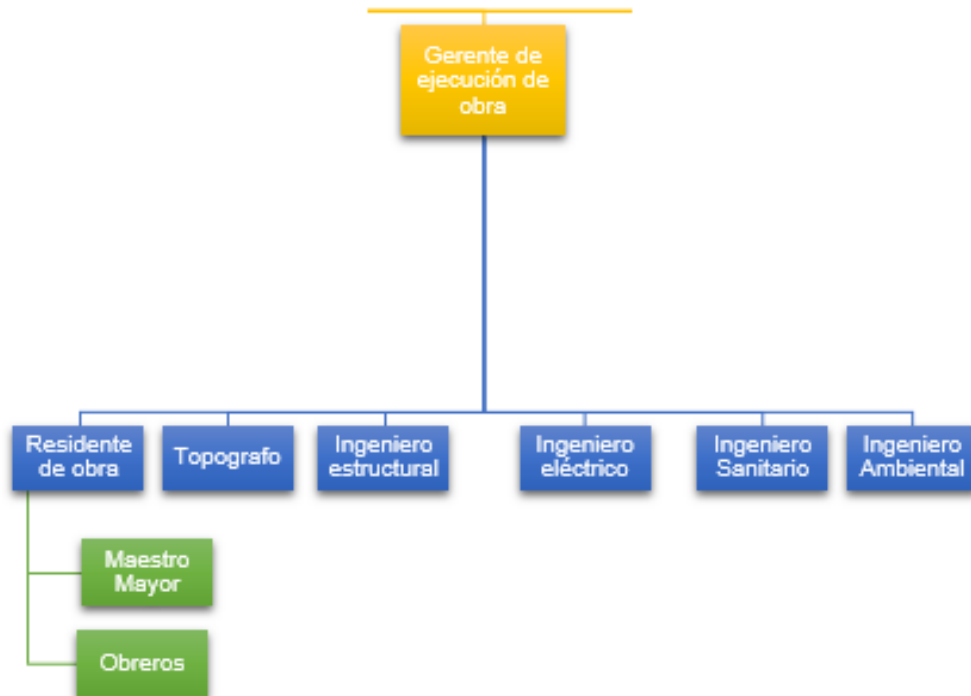 Gerente de
ejecución de
obra
Residente
de obra
Topografo
Ingeniero
estructural
Ingeniero
eléctrico
Ingeniero
Sanitario
Ingeniero
Ambiental
Maestro
Mayor
Obreros